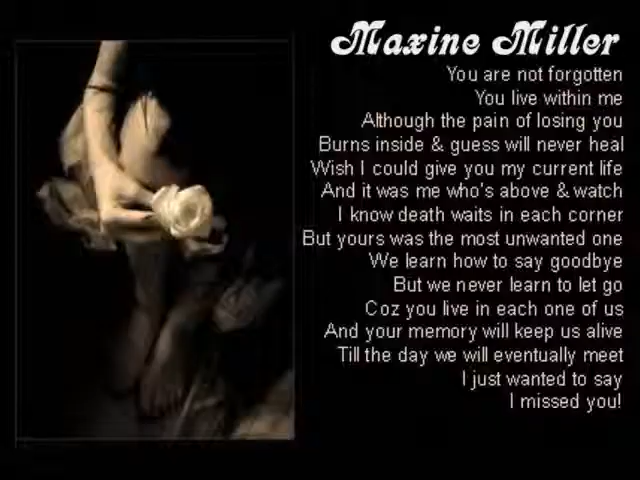 Maxine Miller
You are not forgotten
You live within me
Although the pain of losing you
Burns inside & guess will never heal
Wish I could give you my current life
And it was me who's above & watch
I know death waits in each corner
But yours was the most unwanted one
We learn how to say goodbye
But we never learn to let go
Coz you live in each one of us
And your memory will keep us alive
Till the day we will eventually meet
I just wanted to say
I missed you!